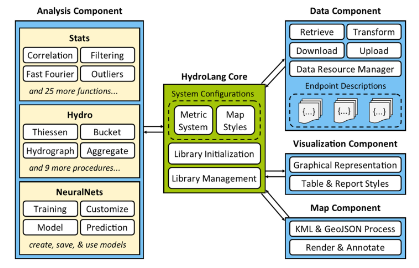 Analysis Component
Stats
Correlation
Filtering
Fast Fourier
Outliers
and 25 more functions...
Hydro
Thiessen
Bucket
Hydrograph
Aggregate
and 9 more procedures...
NeuralNets
Training
Customize
Model
Prediction
create, save, & use models
HydroLang Core
System Configurations
Metric
System
Map
Styles
Library Initialization
Library Management
Data Component
Retrieve
Transform
Download
Upload
Data Resource Manager
Endpoint Descriptions
{...}
{...}
{...}
Visualization Component
Graphical Representation
Table & Report Styles
Map Component
KML & GeoJSON Process
Render & Annotate